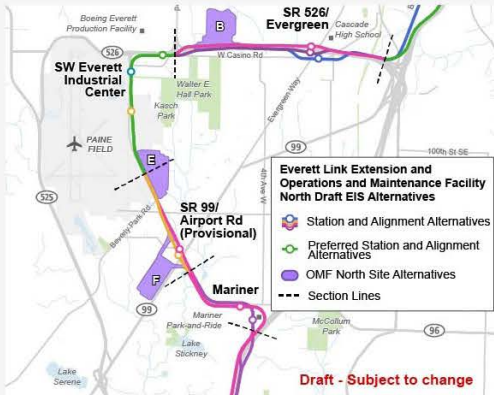 Boeing Everett
Production Facility
B
SR 526/
Evergreen
Cascade
High School
526
W Casino Rd
SW Everett
Industrial
Center
Walter E.
Hall Park
Kasch
Park
Evergreen Way
PAINE
FIELD
99
4th Ave W
100th St SE
E
525
Beverly Park Rd
SR 99/
Airport Rd
(Provisional)
F
Mariner
99
Mariner
Park-and-Ride
McCollum
Park
96
Lake
Stickney
Lake
Serene
Everett Link Extension and
Operations and Maintenance Facility
North Draft EIS Alternatives
Station and Alignment Alternatives
Preferred Station and Alignment
Alternatives
OMF North Site Alternatives
Section Lines
Draft - Subject to change